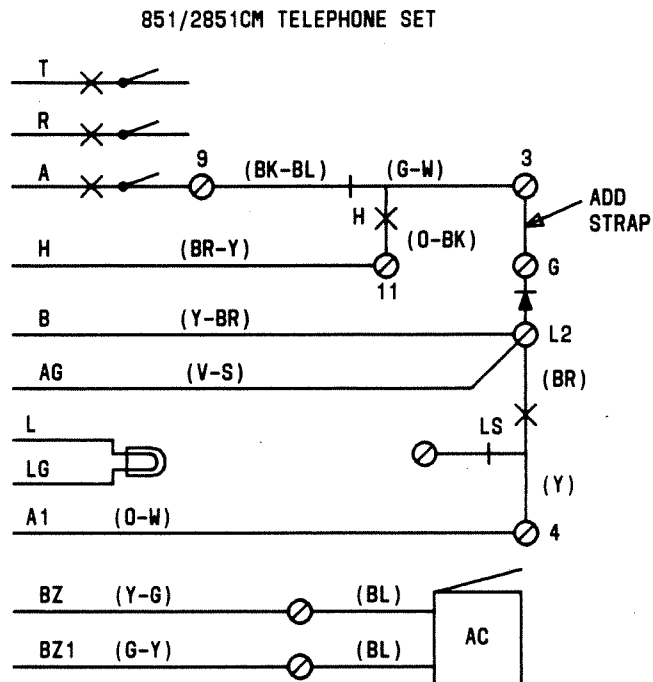 851/2851CM TELEPHONE SET
T
R
A
9
(BK-BL)
(G-W)
3
ADD
STRAP
H
(O-BK)
H
(BR-Y)
11
G
B
(Y-BR)
L2
AG
(V-S)
(BR)
L
LS
LG
(Y)
A1
(O-W)
4
BZ
(Y-G)
(BL)
AC
BZ1
(G-Y)
(BL)